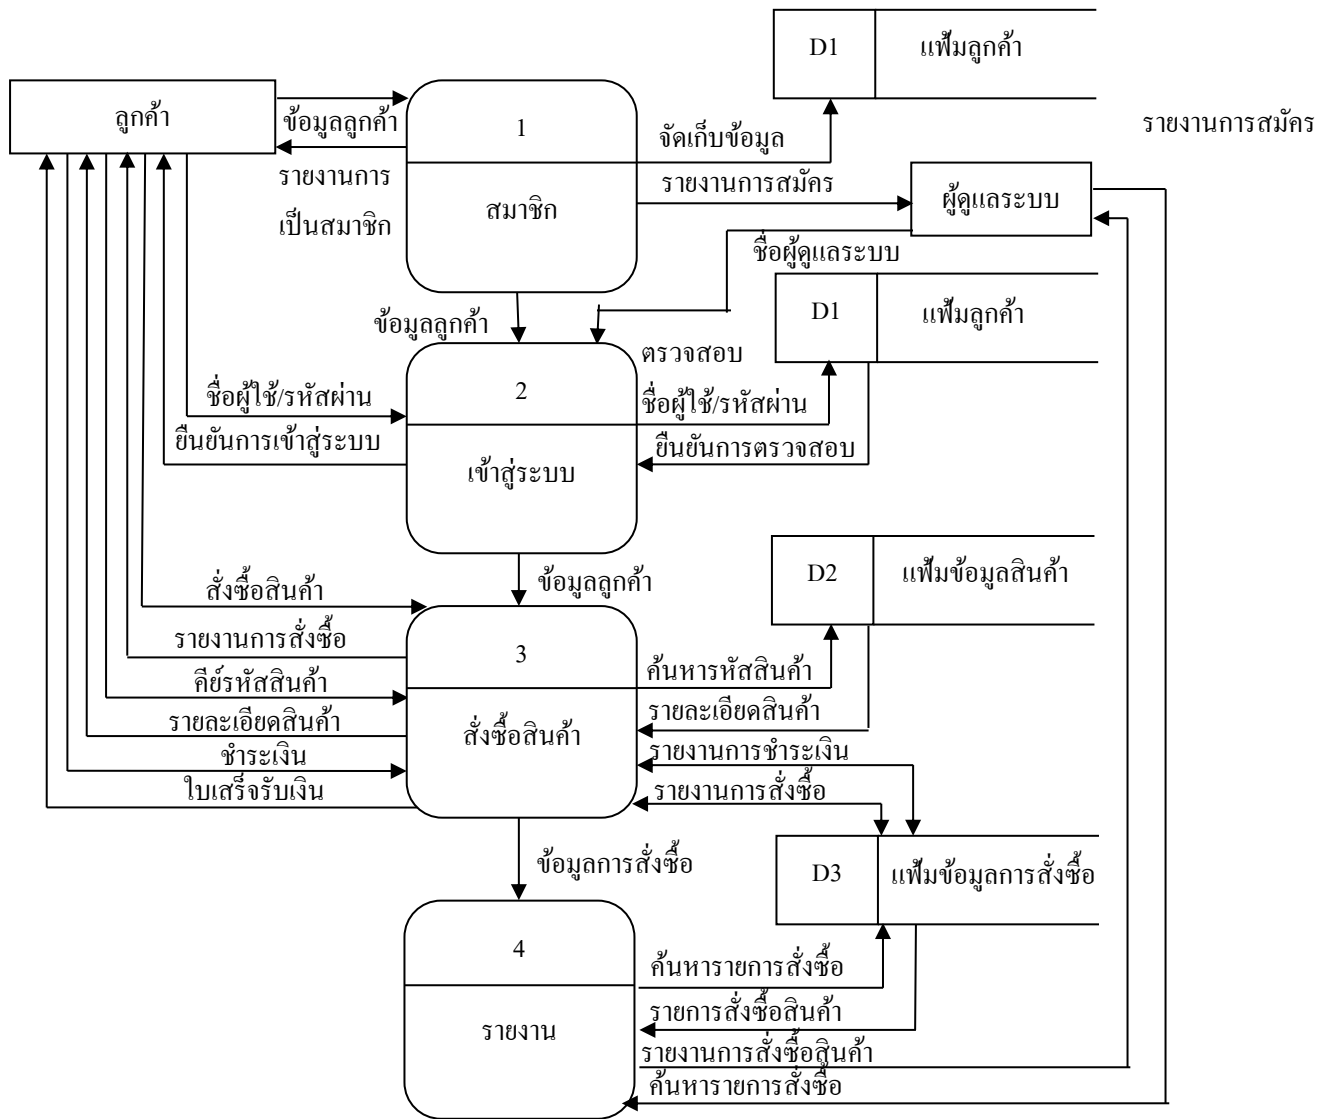 D1 แฟ้มลูกค้า
ลูกค้า
ข้อมูลลูกค้า
1
จัดเก็บข้อมูล
รายงานการสมัคร
รายงานการ
เป็นสมาชิก
สมาชิก
รายงานการสมัคร
ผู้ดูแลระบบ
ชื่อผู้ดูแลระบบ
ข้อมูลลูกค้า
D1 แฟ้มลูกค้า
ตรวจสอบ
ชื่อผู้ใช้/รหัสผ่าน
2
ชื่อผู้ใช้/รหัสผ่าน
ยืนยันการเข้าสู่ระบบ
ยืนยันการตรวจสอบ
เข้าสู่ระบบ
ข้อมูลลูกค้า
D2 แฟ้มข้อมูลสินค้า
สั่งซื้อสินค้า
รายงานการสั่งซื้อ
3
คีย์รหัสสินค้า
ค้นหารหัสสินค้า
รายละเอียดสินค้า
รายละเอียดสินค้า
สั่งซื้อสินค้า
ชำระเงิน
รายงานการชำระเงิน
ใบเสร็จรับเงิน
รายงานการสั่งซื้อ
ข้อมูลการสั่งซื้อ
D3 แฟ้มข้อมูลการสั่งซื้อ
4
ค้นหารายการสั่งซื้อ
รายการสั่งซื้อสินค้า
รายงาน
รายงานการสั่งซื้อสินค้า
ค้นหารายการสั่งซื้อ